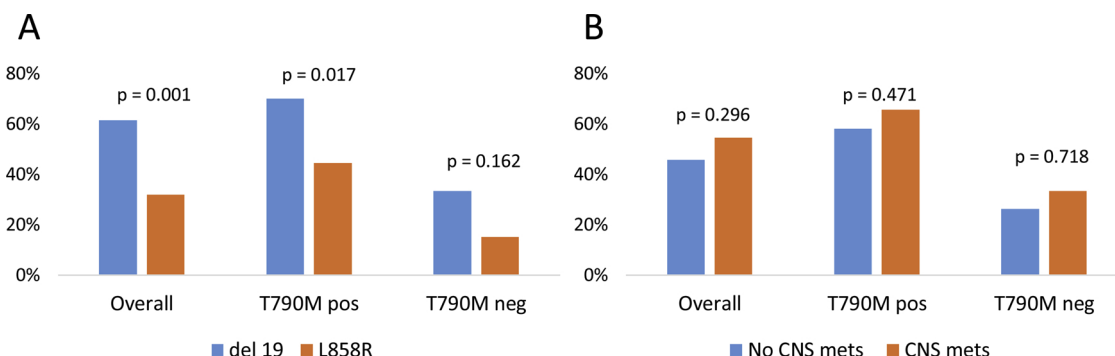 A
80%
60%
40%
20%
0%
p = 0.001
p = 0.017
p = 0.162
Overall
T790M pos
T790M neg
del 19
L858R
B
80%
60%
40%
20%
0%
p = 0.296
p = 0.471
p = 0.718
Overall
T790M pos
T790M neg
No CNS mets
CNS mets